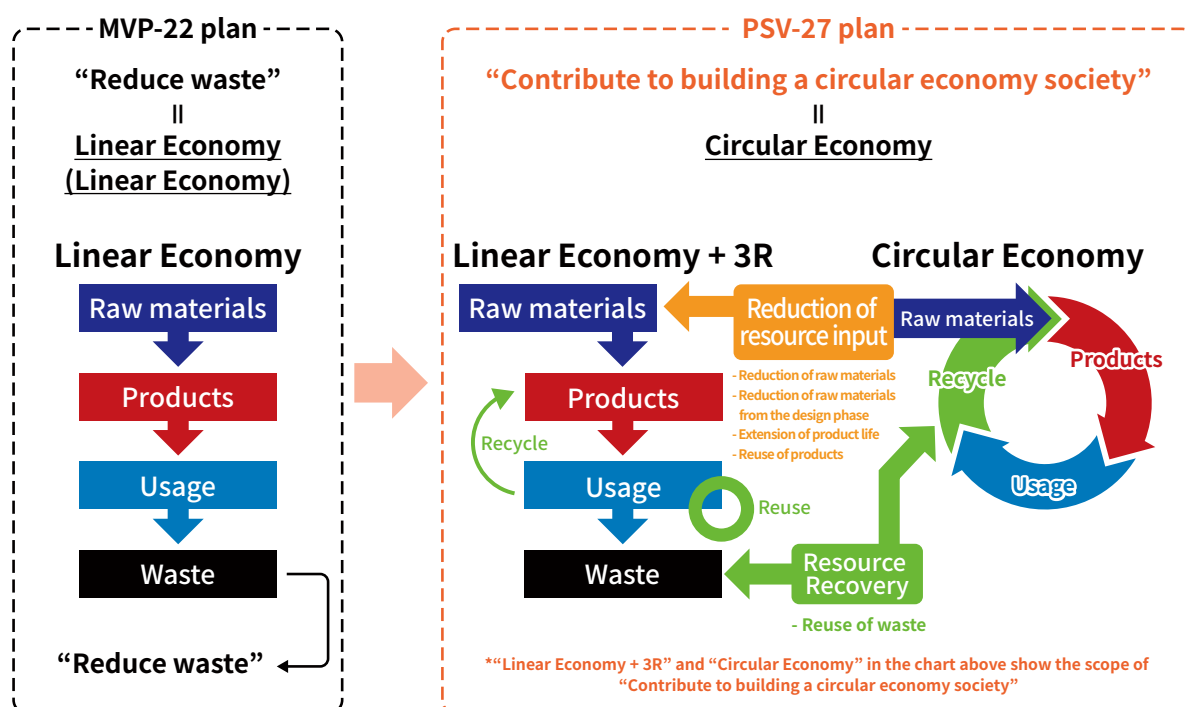 MVP-22 plan
“Reduce waste”
=
Linear Economy
(Linear Economy)
Linear Economy
Raw materials
Products
Usage
Waste
“Reduce waste”
PSV-27 plan
“Contribute to building a circular economy society”
=
Circular Economy
Linear Economy + 3R
Raw materials
Products
Recycle
Usage
Reuse
Waste
Reduction of
resource input
- Reduction of raw materials
- Reduction of raw materials
from the design phase
- Extension of product life
- Reuse of products
Resource
Recovery
- Reuse of waste
Circular Economy
Raw materials
Products
Recycle
Usage
*“Linear Economy + 3R” and “Circular Economy” in the chart above show the scope of
“Contribute to building a circular economy society”